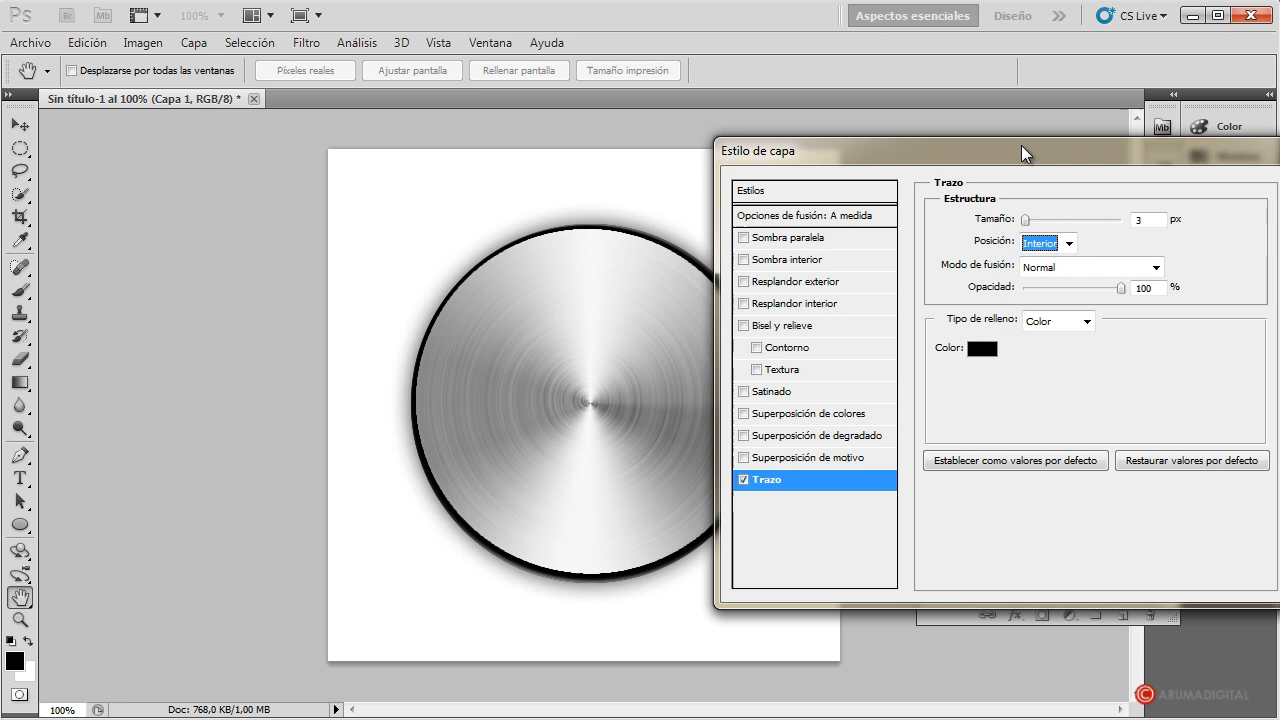 Ps
Br
Mb
100%
Aspectos esenciales
Diseño
CS Live
Archivo
Edición
Imagen
Capa
Selección
Filtro
Análisis
3D
Vista
Ventana
Ayuda
Desplazarse por todas las ventanas
Píxeles reales
Ajustar pantalla
Rellenar pantalla
Tamaño impresión
Sin título-1 al 100% (Capa 1, RGB/8) *
Mb
Color
Estilo de capa
Estilos
Opciones de fusión: A medida
Sombra paralela
Sombra interior
Resplandor exterior
Resplandor interior
Bisel y relieve
Contorno
Textura
Satinado
Superposición de colores
Superposición de degradado
Superposición de motivo
Trazo
Trazo
Estructura
Tamaño: 3 px
Posición: Interior
Modo de fusión: Normal
Opacidad: 100 %
Tipo de relleno: Color
Color:
Establecer como valores por defecto
Restaurar valores por defecto
T
fx
100%
Doc: 768,0 KB/1,00 MB
© ARUMADIGITAL